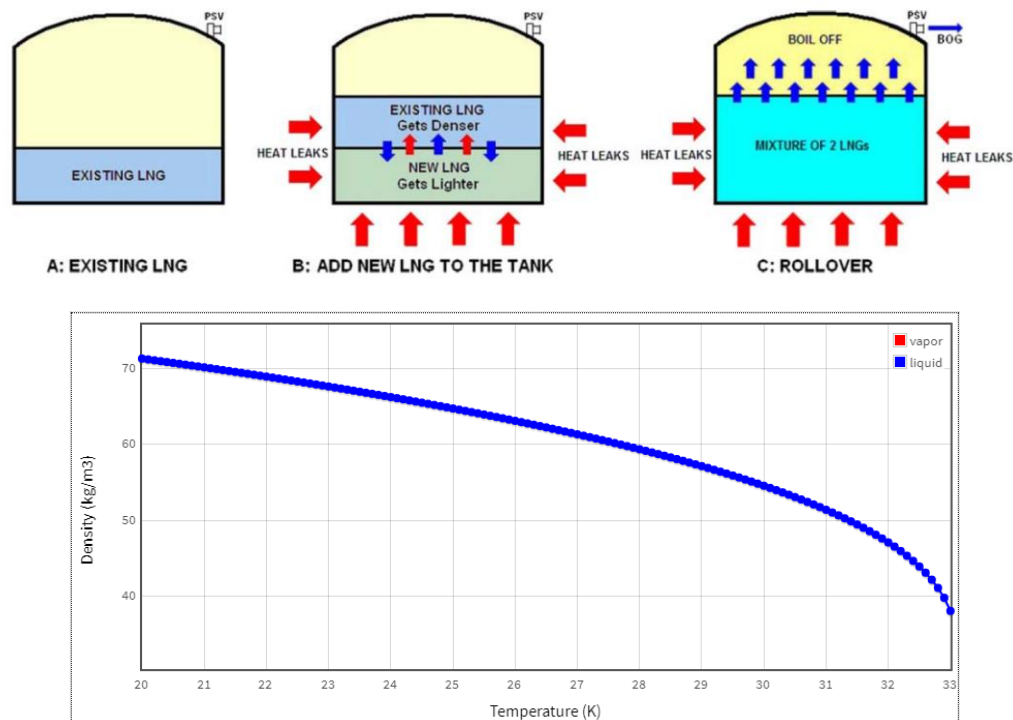 PSV
EXISTING LNG
A: EXISTING LNG
PSV
EXISTING LNG
Gets Denser
HEAT LEAKS
HEAT LEAKS
NEW LNG
Gets Lighter
B: ADD NEW LNG TO THE TANK
PSV
BOG
BOIL OFF
MIXTURE OF 2 LNGs
HEAT LEAKS
HEAT LEAKS
C: ROLLOVER
vapor
liquid
Density (kg/m3)
70
60
50
40
20 21 22 23 24 25 26 27 28 29 30 31 32 33
Temperature (K)